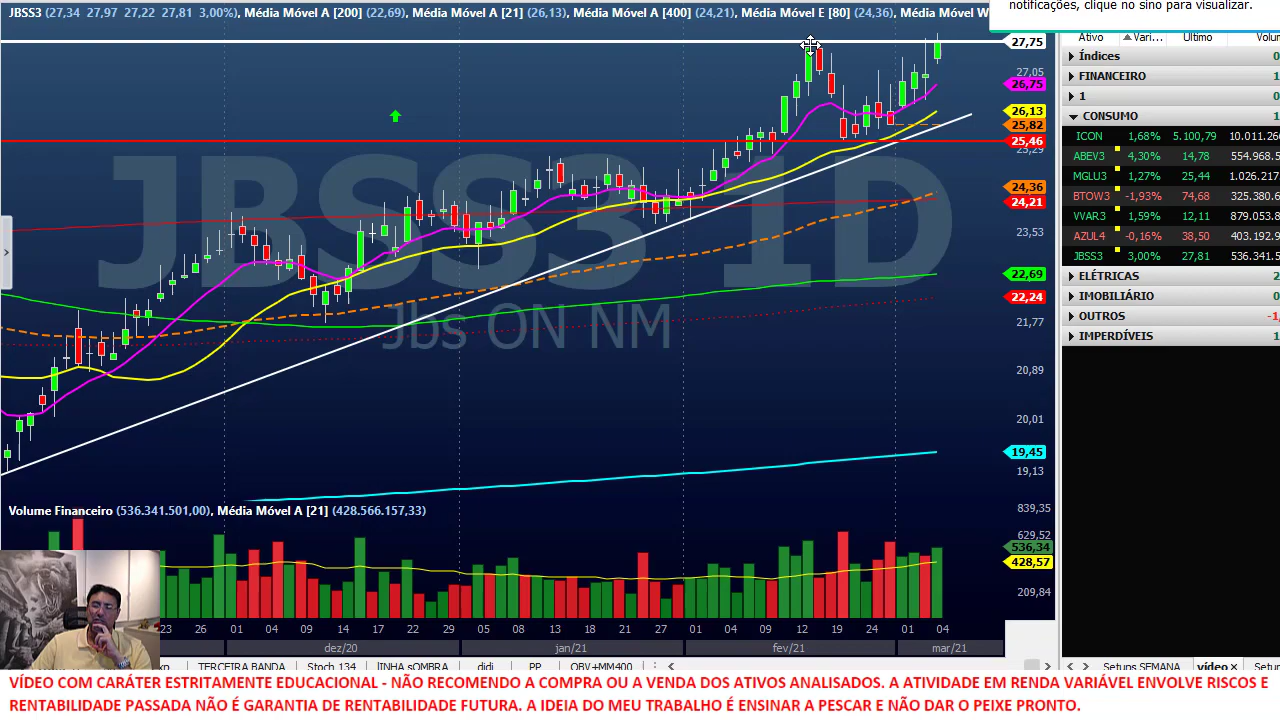 notificações, clique no sino para visualizar.
JBSS3 (27,34 27,97 27,22 27,81 3,00%), Média Móvel A [200] (22,69), Média Móvel A [21] (26,13), Média Móvel A [400] (24,21), Média Móvel E [80] (24,36), Média Móvel W
Ativo Vari... Último Volum
Índices 0
FINANCEIRO 1
1 0
CONSUMO 1
ICON 1,68% 5.100,79 10.011.26
ABEV3 4,30% 14,78 554.968.5
MGLU3 1,27% 25,44 1.026.217
BTOW3 -1,93% 74,68 325.380.6
VVAR3 1,59% 12,11 879.053.8
AZUL4 -0,16% 38,50 403.192.9
JBSS3 3,00% 27,81 536.341.5
ELÉTRICAS 2
IMOBILIÁRIO 0
OUTROS -1,
IMPERDÍVEIS 1
27,75
27,05
26,75
26,13
25,82
25,46
25,29
24,36
24,21
23,53
22,69
22,24
21,77
20,89
20,01
19,45
19,13
JBSS3 1D
Jbs ON NM
Volume Financeiro (536.341.501,00), Média Móvel A [21] (428.566.157,33)
839,35
629,52
536,34
428,57
209,84
23 26 01 04 09 14 17 22 29 05 08 13 18 21 27 01 04 09 12 19 24 01 04
dez/20 jan/21 fev/21 mar/21
TERCEIRA BANDA Stoch 134 lINHA sOMBRA didi PP OBV+MM400
Setups SEMANA vídeo Setu
VÍDEO COM CARÁTER ESTRITAMENTE EDUCACIONAL - NÃO RECOMENDO A COMPRA OU A VENDA DOS ATIVOS ANALISADOS. A ATIVIDADE EM RENDA VARIÁVEL ENVOLVE RISCOS E
RENTABILIDADE PASSADA NÃO É GARANTIA DE RENTABILIDADE FUTURA. A IDEIA DO MEU TRABALHO É ENSINAR A PESCAR E NÃO DAR O PEIXE PRONTO.